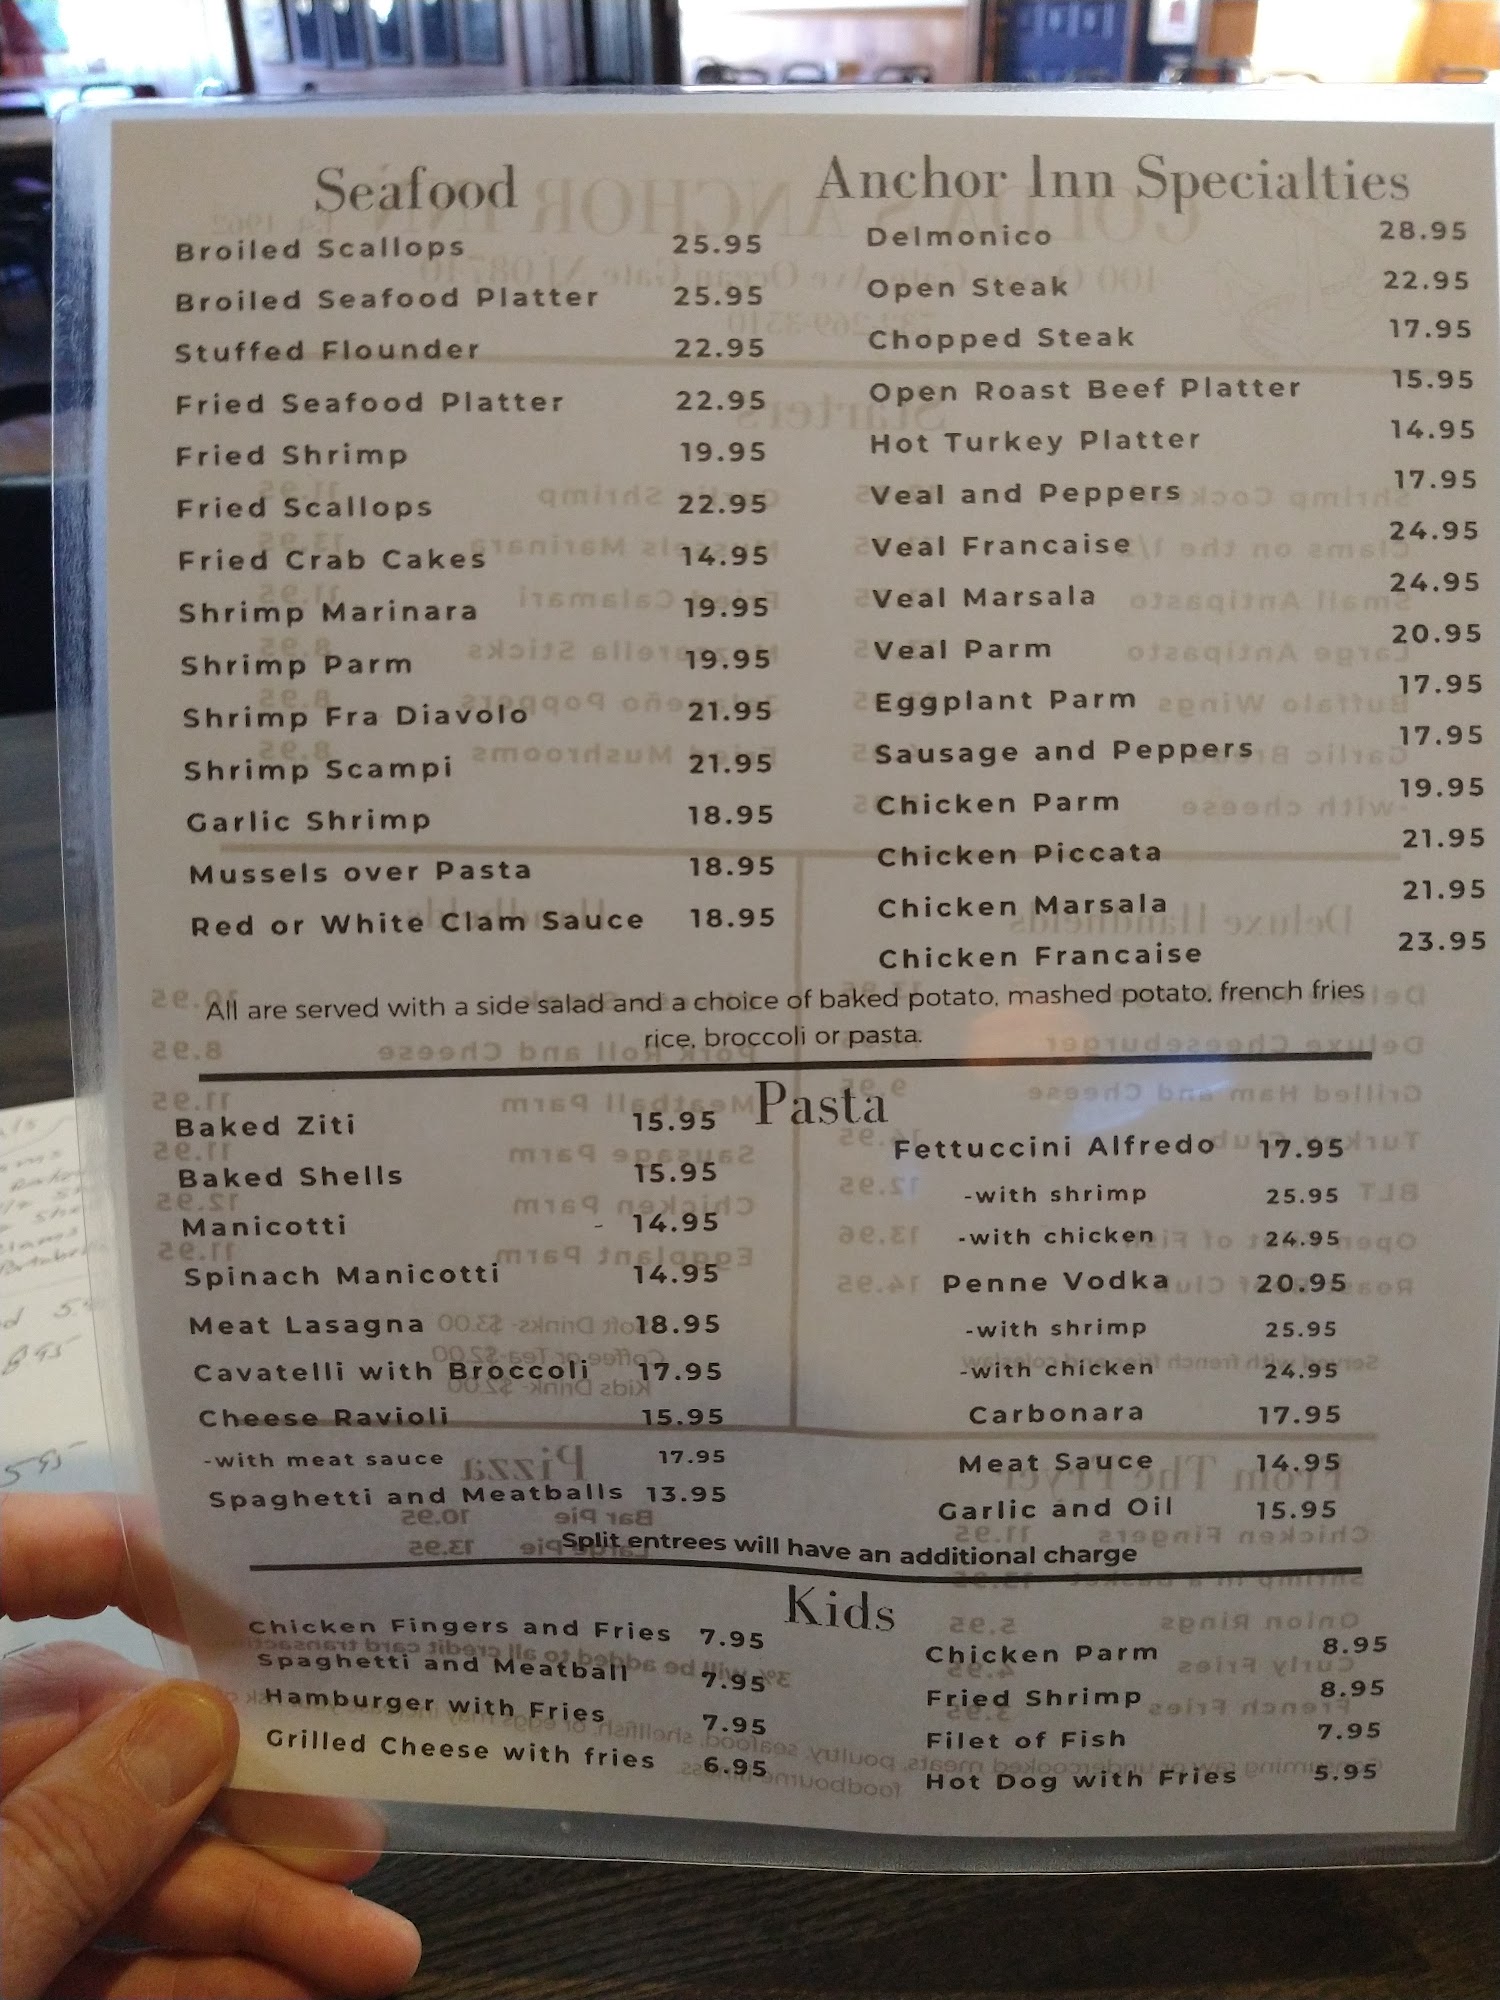 Seafood
Broiled Scallops 25.95
Broiled Seafood Platter 25.95
Stuffed Flounder 22.95
Fried Seafood Platter 22.95
Fried Shrimp 19.95
Fried Scallops 22.95
Fried Crab Cakes 14.95
Shrimp Marinara 19.95
Shrimp Parm 19.95
Shrimp Fra Diavolo 21.95
Shrimp Scampi 21.95
Garlic Shrimp 18.95
Mussels over Pasta 18.95
Red or White Clam Sauce 18.95
Anchor Inn Specialties
Delmonico 28.95
Open Steak 22.95
Chopped Steak 17.95
Open Roast Beef Platter 15.95
Hot Turkey Platter 14.95
Veal and Peppers 17.95
Veal Francaise 24.95
Veal Marsala 24.95
Veal Parm 20.95
Eggplant Parm 17.95
Sausage and Peppers 17.95
Chicken Parm 19.95
Chicken Piccata 21.95
Chicken Marsala 21.95
Chicken Francaise 23.95
All are served with a side salad and a choice of baked potato, mashed potato, french fries
rice, broccoli or pasta.
Pasta
Baked Ziti 15.95
Baked Shells 15.95
Manicotti - 14.95
Spinach Manicotti 14.95
Meat Lasagna 18.95
Cavatelli with Broccoli 17.95
Cheese Ravioli 15.95
-with meat sauce 17.95
Spaghetti and Meatballs 13.95
Fettuccini Alfredo 17.95
-with shrimp 25.95
-with chicken 24.95
Penne Vodka 20.95
-with shrimp 25.95
-with chicken 24.95
Carbonara 17.95
Meat Sauce 14.95
Garlic and Oil 15.95
Split entrees will have an additional charge
Kids
Chicken Fingers and Fries 7.95
Spaghetti and Meatball 7.95
Hamburger with Fries 7.95
Grilled Cheese with fries 6.95
Chicken Parm 8.95
Fried Shrimp 8.95
Filet of Fish 7.95
Hot Dog with Fries 5.95